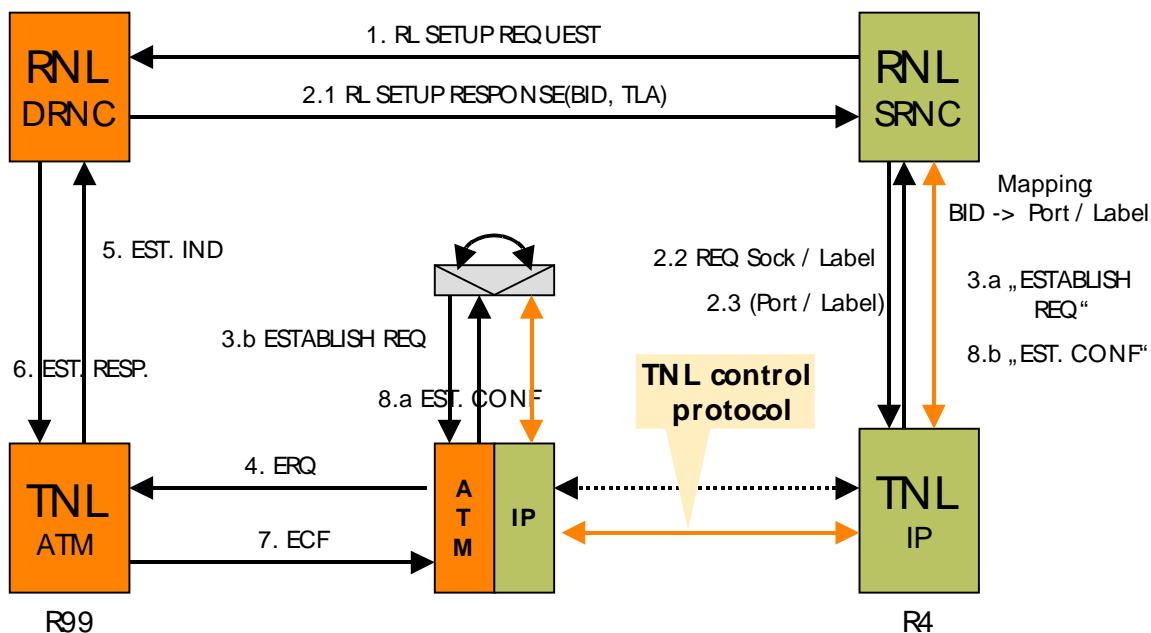 1. RL SETUP REQUEST
RNL
DRNC
RNL
SRNC
2.1 RL SETUP RESPONSE(BID, TLA)
Mapping:
BID -> Port / Label
5. EST. IND
2.2 REQ Sock / Label
2.3 (Port / Label)
3.a „ESTABLISH
REQ“
3.b ESTABLISH REQ
8.b „EST. CONF“
6. EST. RESP.
8.a EST. CONF
TNL control
protocol
4. ERQ
TNL
ATM
A
T
M
IP
TNL
IP
7. ECF
R99
R4